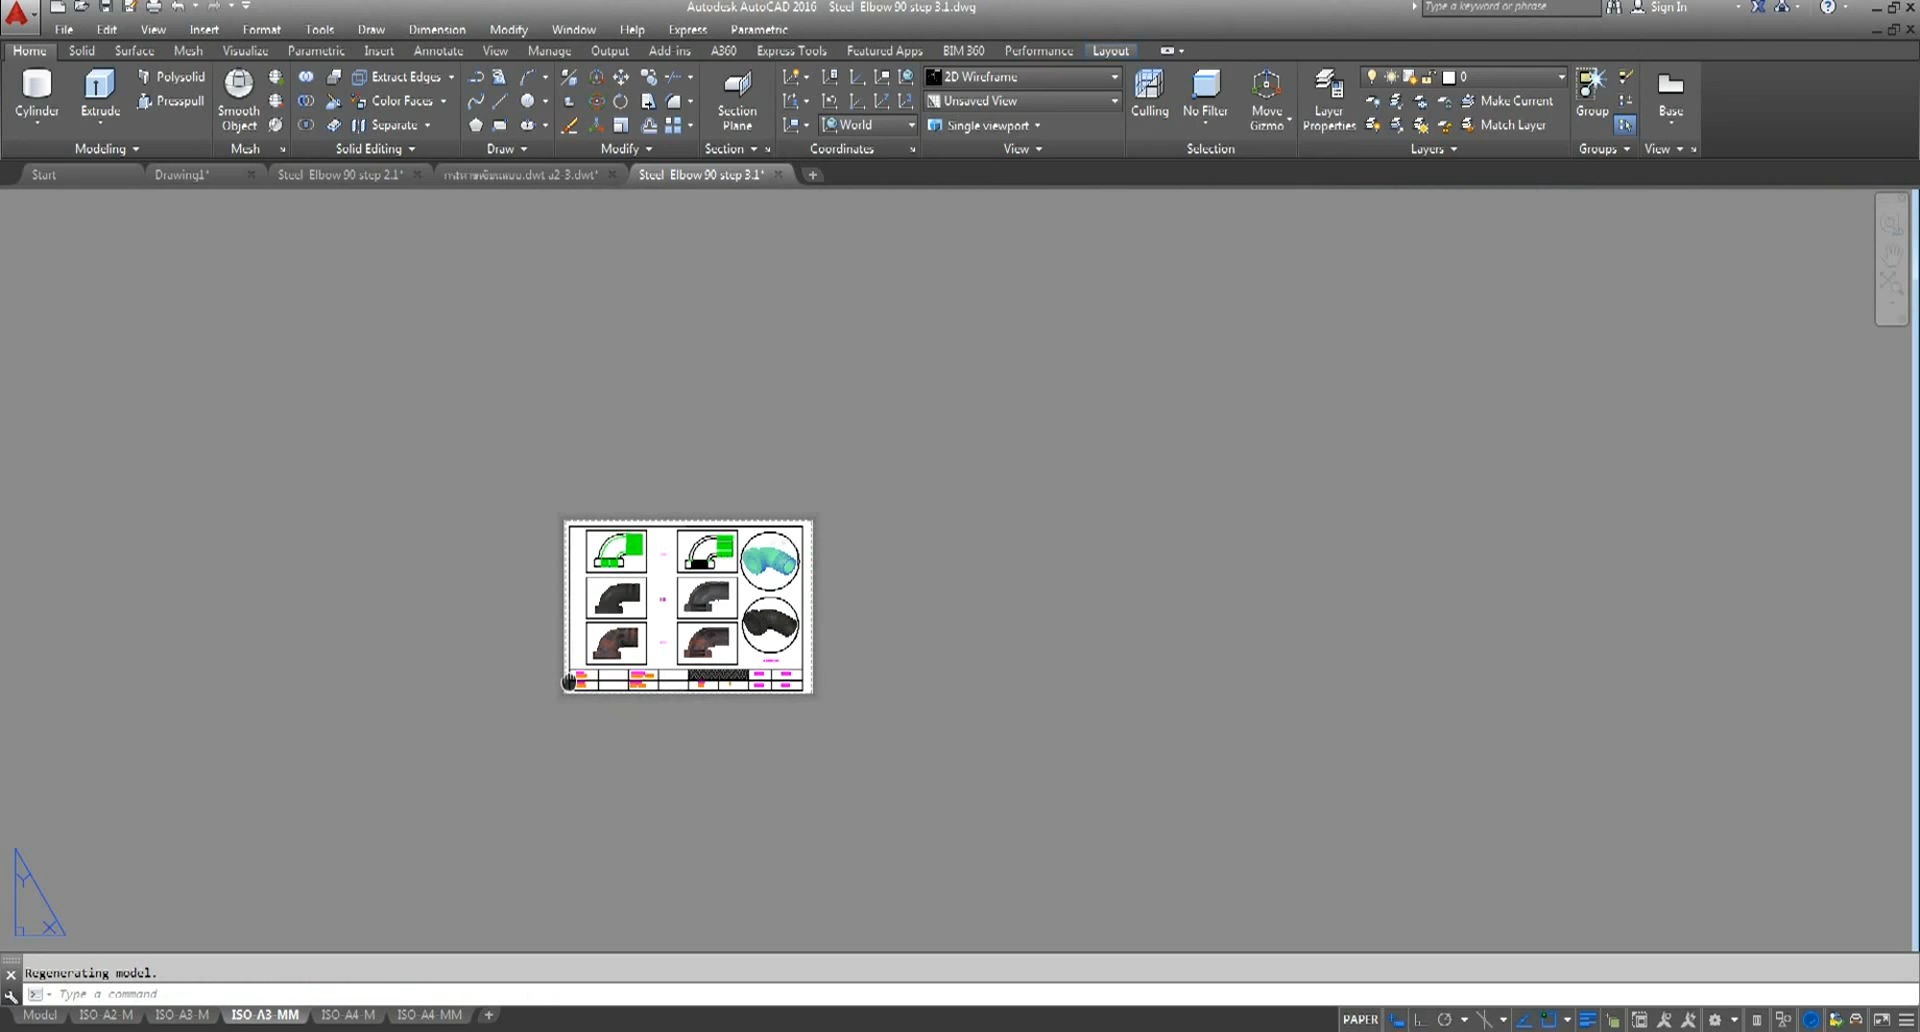 Autodesk AutoCAD 2016 Steel Elbow 90 step 3.1.dwg
Type a keyword or phrase
Sign In
File Edit View Insert Format Tools Draw Dimension Modify Window Help Express Parametric
Home Solid Surface Mesh Visualize Parametric Insert Annotate View Manage Output Add-ins A360 Express Tools Featured Apps BIM 360 Performance Layout
Cylinder
Extrude
Polysolid
Presspull
Modeling
Smooth Object
Mesh
Extract Edges
Color Faces
Separate
Solid Editing
Draw
Modify
Section Plane
Section
World
Coordinates
2D Wireframe
Unsaved View
Single viewport
View
Culling
No Filter
Move Gizmo
Selection
Layer Properties
0
Make Current
Match Layer
Layers
Group
Groups
Base
View
Start Drawing1* Steel Elbow 90 step 2.1* Steel Elbow 90 step 3.1*
Y
X
Regenerating model.
Type a command
Model ISO-A2-M ISO-A3-M ISO-A3-MM ISO-A4-M ISO-A4-MM
PAPER